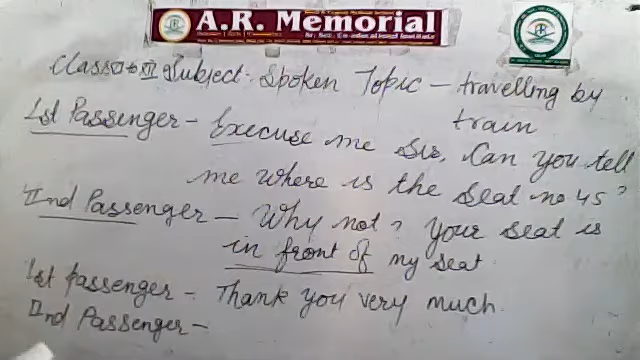 A.R. Memorial
Class VI to XII Subject: Spoken Topic - travelling by
train
1st Passenger - Execuse me Sir, Can you tell
me where is the Seat no 45?
IInd Passenger - Why not? Your seat is
in front of my seat
1st passenger - Thank you very much.
IInd Passenger -